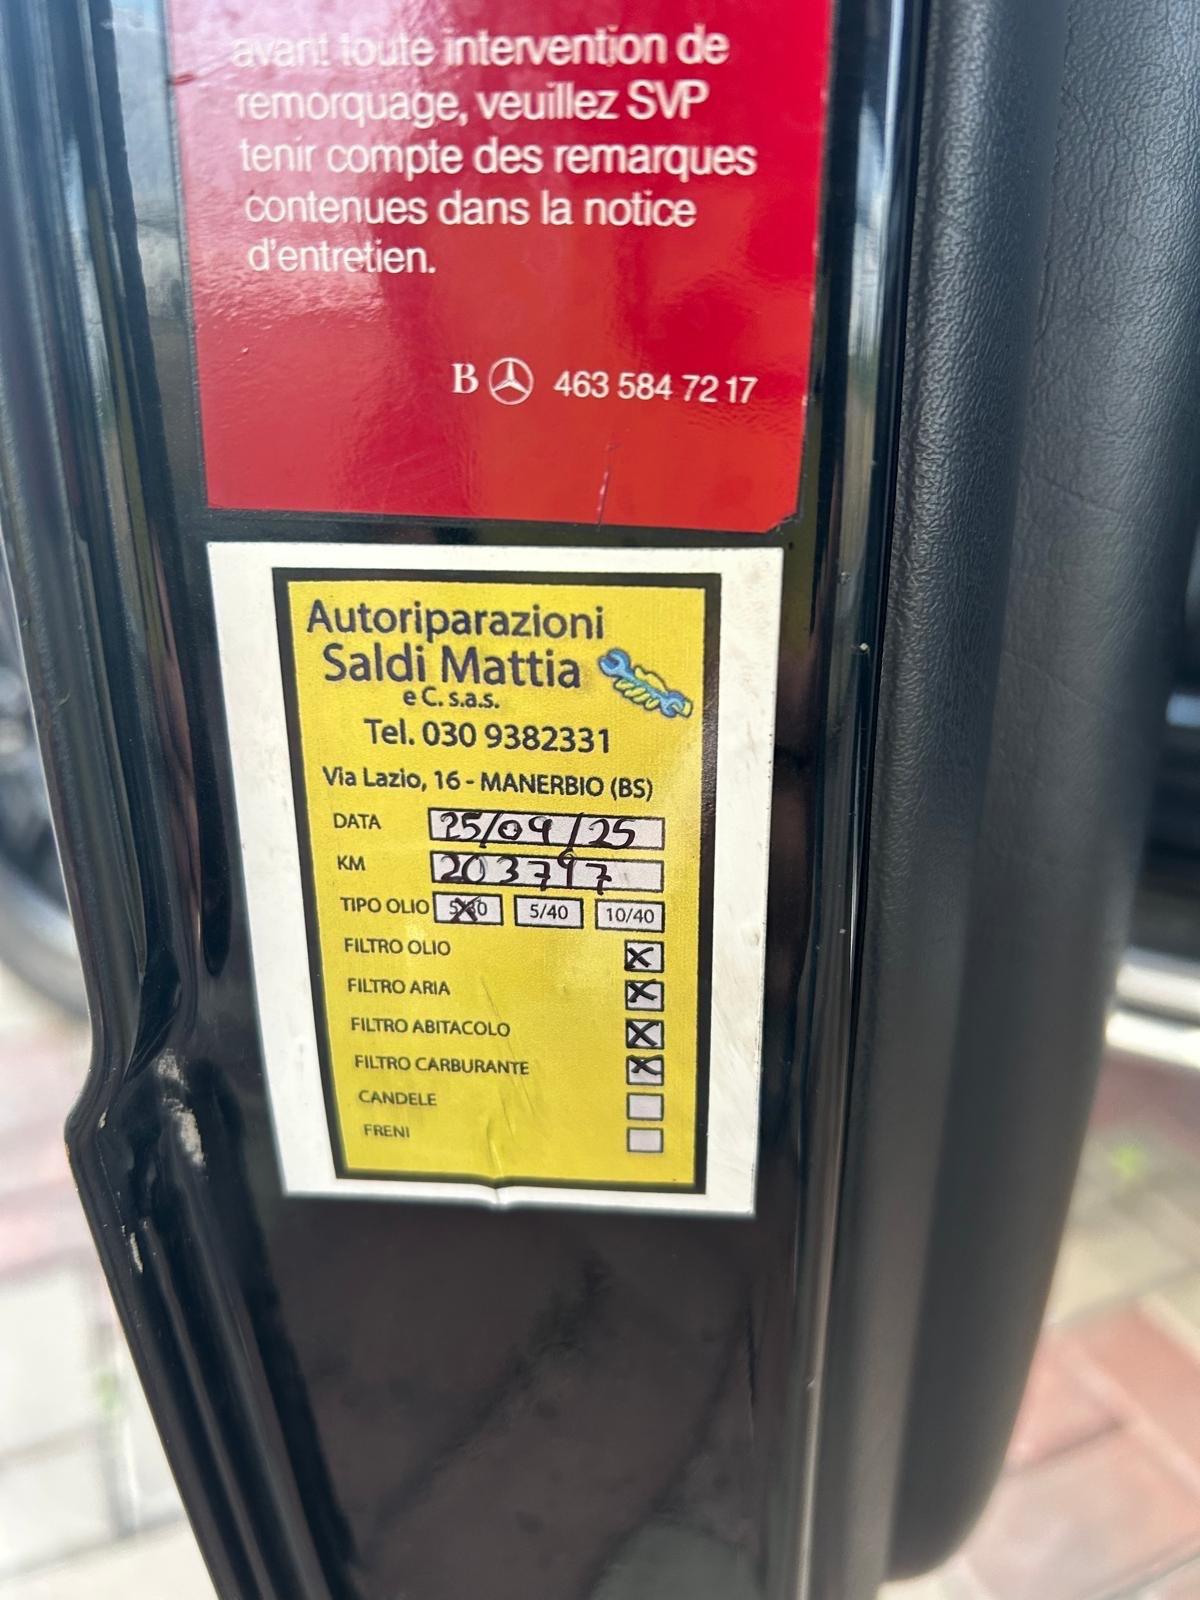 avant toute intervention de
remorquage, veuillez SVP
tenir compte des remarques
contenues dans la notice
d'entretien.
B 463 584 72 17
Autoriparazioni
Saldi Mattia
e C. s.a.s.
Tel. 030 9382331
Via Lazio, 16 - MANERBIO (BS)
DATA 25/09/25
KM 203797
TIPO OLIO 5/30 5/40 10/40
FILTRO OLIO X
FILTRO ARIA X
FILTRO ABITACOLO X
FILTRO CARBURANTE X
CANDELE
FRENI